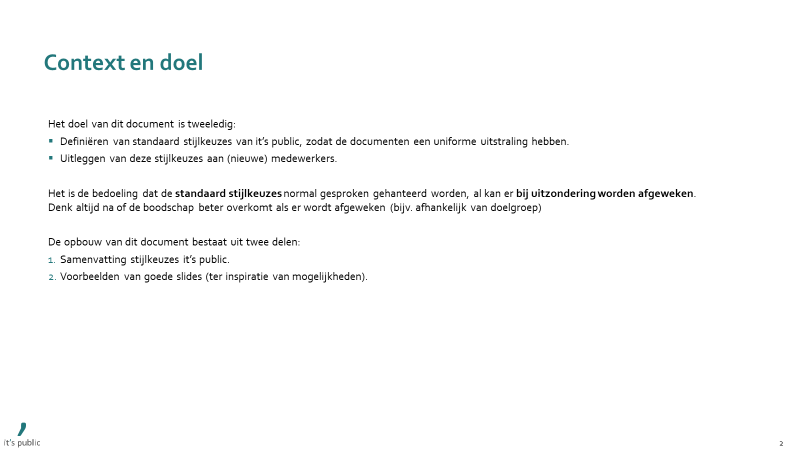 Context en doel
Het doel van dit document is tweeledig:
▪ Definiëren van standaard stijlkeuzes van it's public, zodat de documenten een uniforme uitstraling hebben.
▪ Uitleggen van deze stijlkeuzes aan (nieuwe) medewerkers.
Het is de bedoeling dat de standaard stijlkeuzes normal gesproken gehanteerd worden, al kan er bij uitzondering worden afgeweken.
Denk altijd na of de boodschap beter overkomt als er wordt afgeweken (bijv. afhankelijk van doelgroep)
De opbouw van dit document bestaat uit twee delen:
1. Samenvatting stijlkeuzes it's public.
2. Voorbeelden van goede slides (ter inspiratie van mogelijkheden).
it's public
2